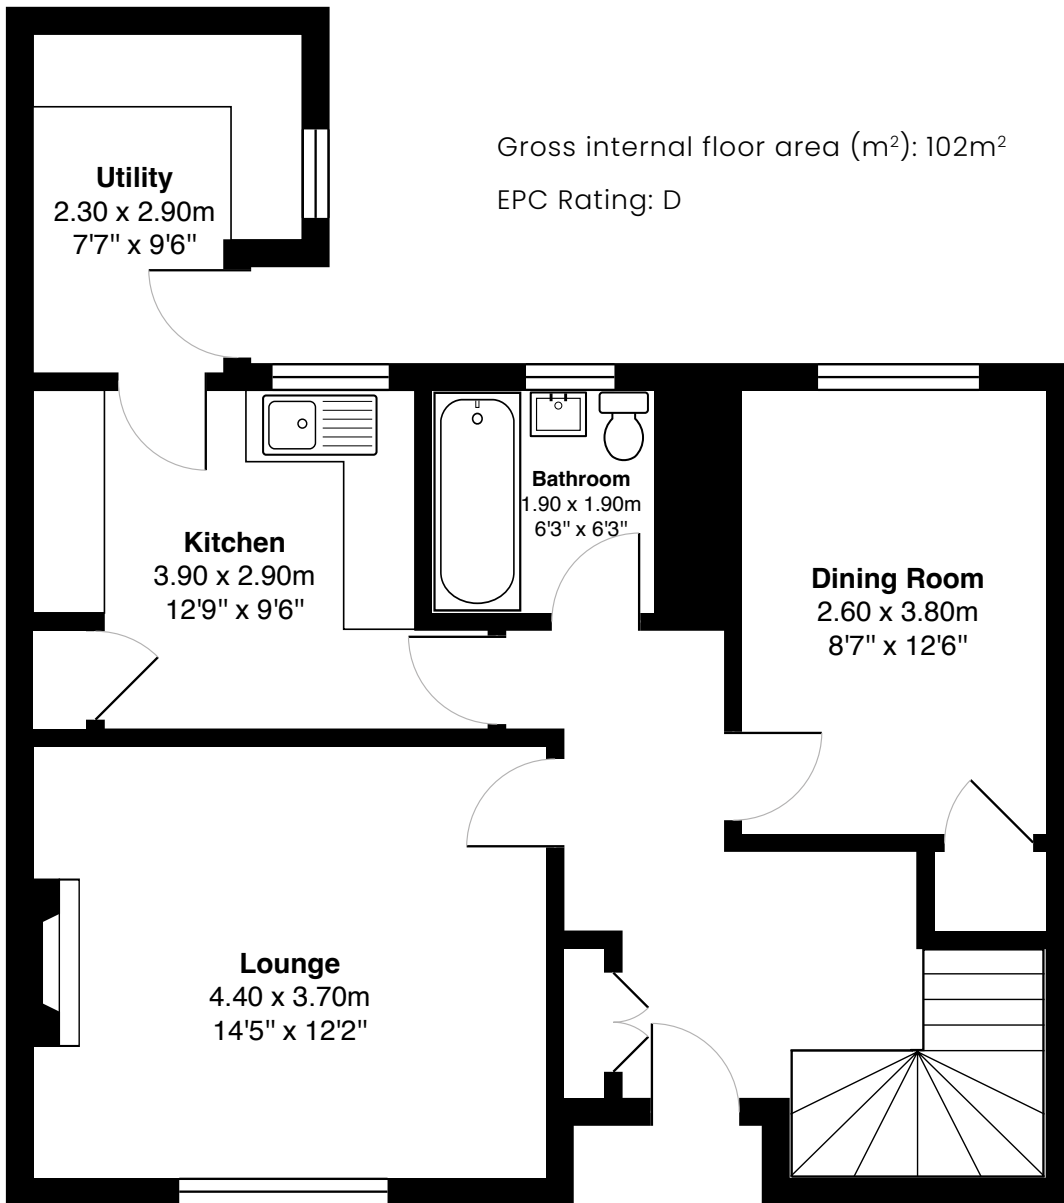 Gross internal floor area (m²): 102m²
EPC Rating: D
Utility
2.30 x 2.90m
7'7" x 9'6"
Kitchen
3.90 x 2.90m
12'9" x 9'6"
Bathroom
1.90 x 1.90m
6'3" x 6'3"
Dining Room
2.60 x 3.80m
8'7" x 12'6"
Lounge
4.40 x 3.70m
14'5" x 12'2"